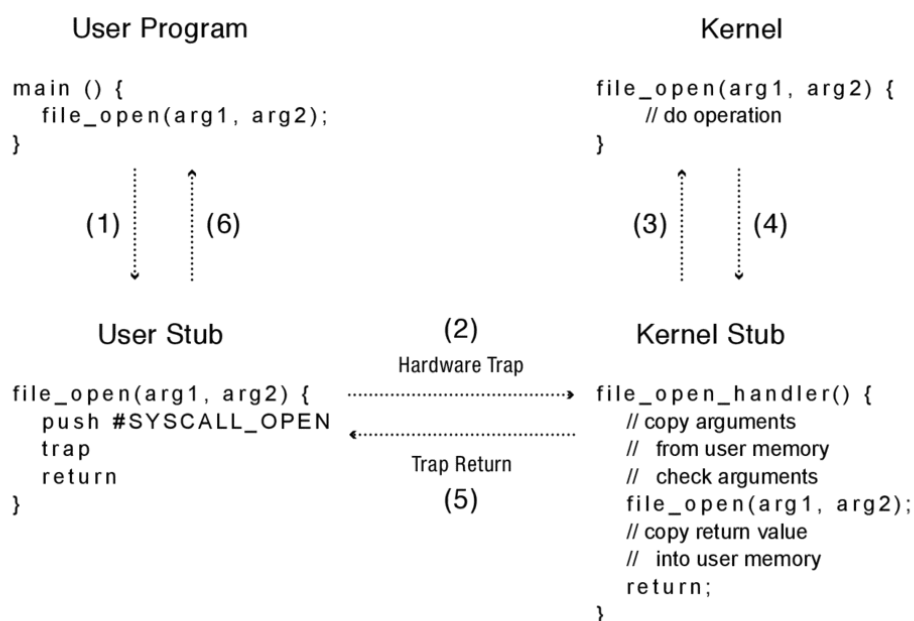 User Program
main () {
file_open(arg1, arg2);
}
(1)
(6)
Kernel
file_open(arg1, arg2) {
// do operation
}
(3)
(4)
User Stub
file_open(arg1, arg2) {
push #SYSCALL_OPEN
trap
return
}
(2)
Hardware Trap
Trap Return
(5)
Kernel Stub
file_open_handler() {
// copy arguments
// from user memory
// check arguments
file_open(arg1, arg2);
// copy return value
// into user memory
return;
}